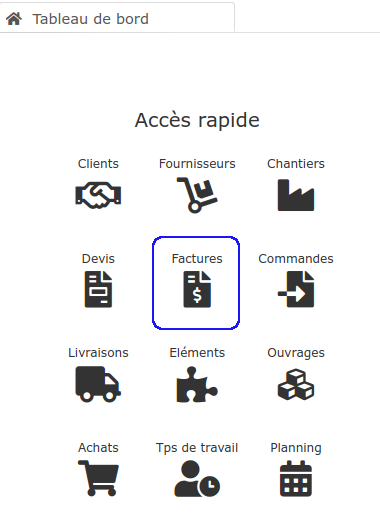 Tableau de bord
Accès rapide
Clients Fournisseurs Chantiers
Devis Factures Commandes
$
Livraisons Eléments Ouvrages
Achats Tps de travail Planning